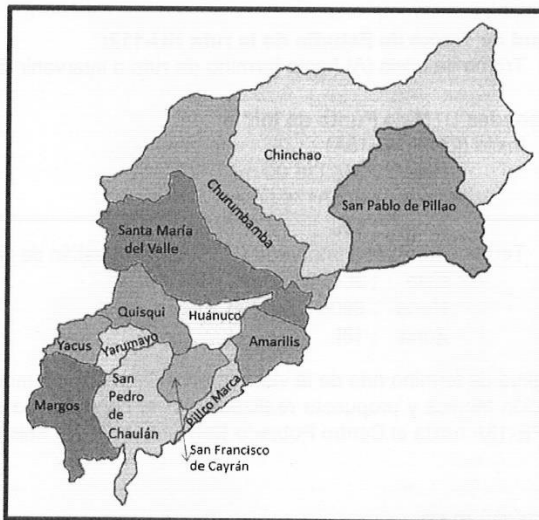 Chinchao
San Pablo de Pillao
Churumbamba
Santa María
del Valle
Quisqui
Huánuco
Amarilis
Yacus
Yarumayo
San
Pedro
de
Chaulán
Margos
Pillco Marca
San Francisco
de Cayrán